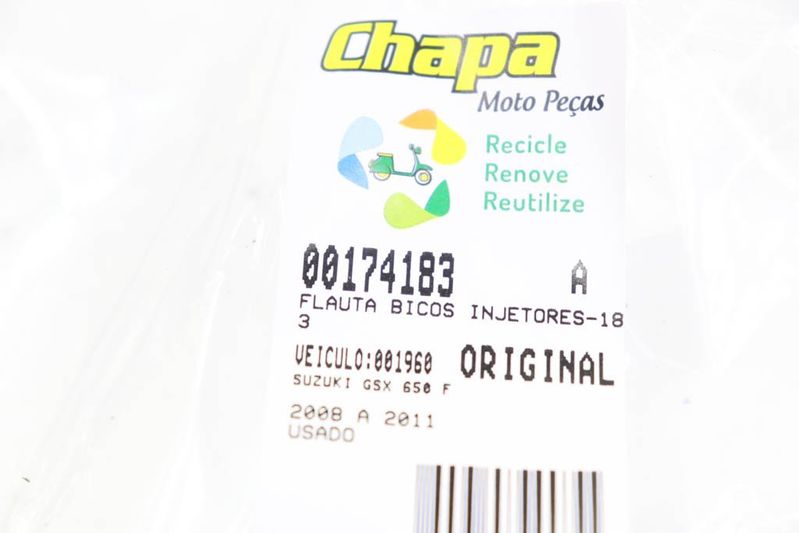 Chapa
Moto Peças
Recicle
Renove
Reutilize
00174183 A
FLAUTA BICOS INJETORES-18
3
VEICULO:001960 ORIGINAL
SUZUKI GSX 650 F
2008 A 2011
USADO